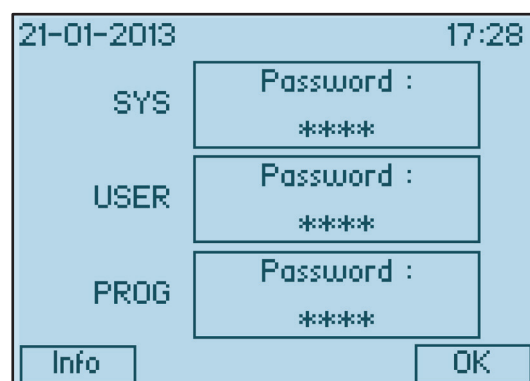 21-01-2013 17:28
SYS Password :
****
USER Password :
****
PROG Password :
****
Info OK